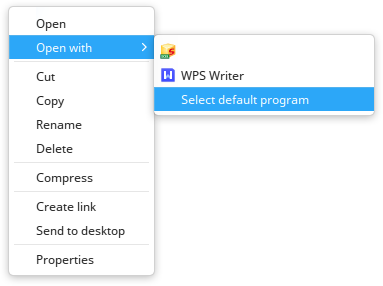 Open
Open with
WPS Writer
Select default program
Cut
Copy
Rename
Delete
Compress
Create link
Send to desktop
Properties